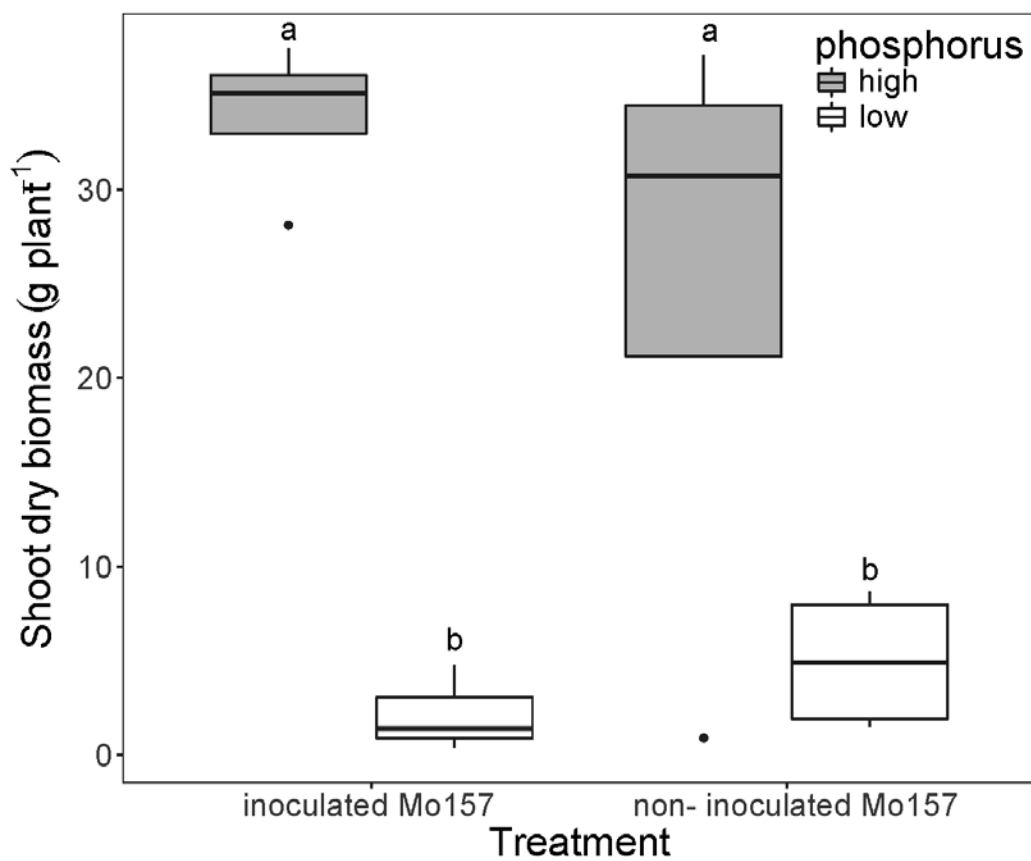 a
a
phosphorus
high
low
30
20
10
0
b
b
Shoot dry biomass (g plant⁻¹)
inoculated Mo157
non- inoculated Mo157
Treatment